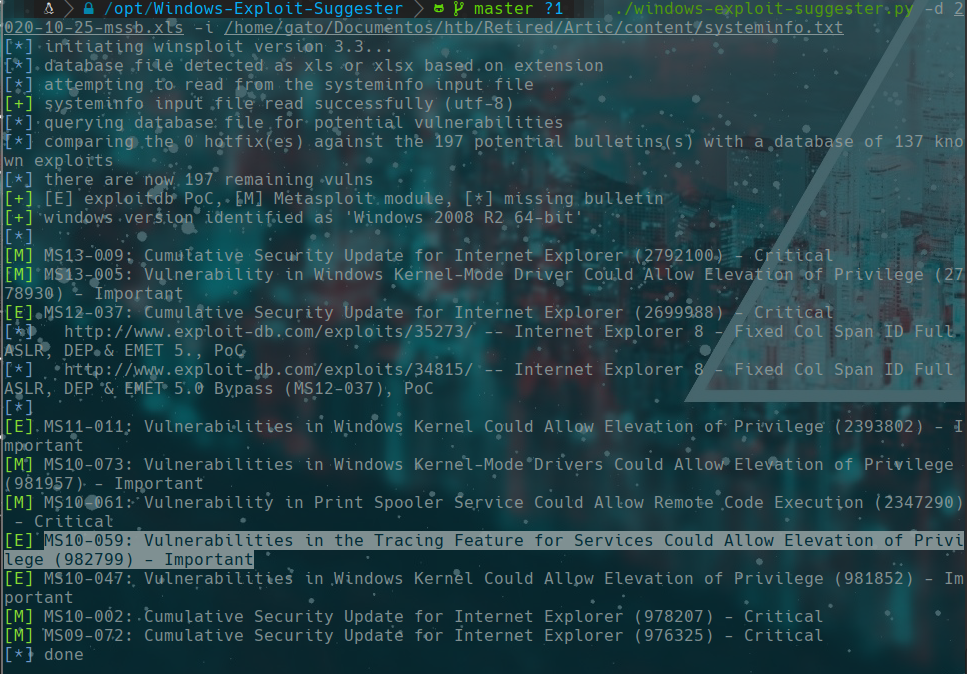 /opt/Windows-Exploit-Suggester master ?1 ./windows-exploit-suggester.py -d 2
020-10-25-mssb.xls -i /home/gato/Documentos/htb/Retired/Artic/content/systeminfo.txt
[*] initiating winsploit version 3.3...
[*] database file detected as xls or xlsx based on extension
[*] attempting to read from the systeminfo input file
[+] systeminfo input file read successfully (utf-8)
[*] querying database file for potential vulnerabilities
[*] comparing the 0 hotfix(es) against the 197 potential bulletins(s) with a database of 137 kno
wn exploits
[*] there are now 197 remaining vulns
[+] [E] exploitdb PoC, [M] Metasploit module, [*] missing bulletin
[+] windows version identified as 'Windows 2008 R2 64-bit'
[*]
[M] MS13-009: Cumulative Security Update for Internet Explorer (2792100) - Critical
[M] MS13-005: Vulnerability in Windows Kernel-Mode Driver Could Allow Elevation of Privilege (27
78930) - Important
[E] MS12-037: Cumulative Security Update for Internet Explorer (2699988) - Critical
[*] http://www.exploit-db.com/exploits/35273/ -- Internet Explorer 8 - Fixed Col Span ID Full
ASLR, DEP & EMET 5., PoC
[*] http://www.exploit-db.com/exploits/34815/ -- Internet Explorer 8 - Fixed Col Span ID Full
ASLR, DEP & EMET 5.0 Bypass (MS12-037), PoC
[*]
[E] MS11-011: Vulnerabilities in Windows Kernel Could Allow Elevation of Privilege (2393802) - I
mportant
[M] MS10-073: Vulnerabilities in Windows Kernel-Mode Drivers Could Allow Elevation of Privilege
(981957) - Important
[M] MS10-061: Vulnerability in Print Spooler Service Could Allow Remote Code Execution (2347290)
- Critical
[E] MS10-059: Vulnerabilities in the Tracing Feature for Services Could Allow Elevation of Privi
lege (982799) - Important
[E] MS10-047: Vulnerabilities in Windows Kernel Could Allow Elevation of Privilege (981852) - Im
portant
[M] MS10-002: Cumulative Security Update for Internet Explorer (978207) - Critical
[M] MS09-072: Cumulative Security Update for Internet Explorer (976325) - Critical
[*] done